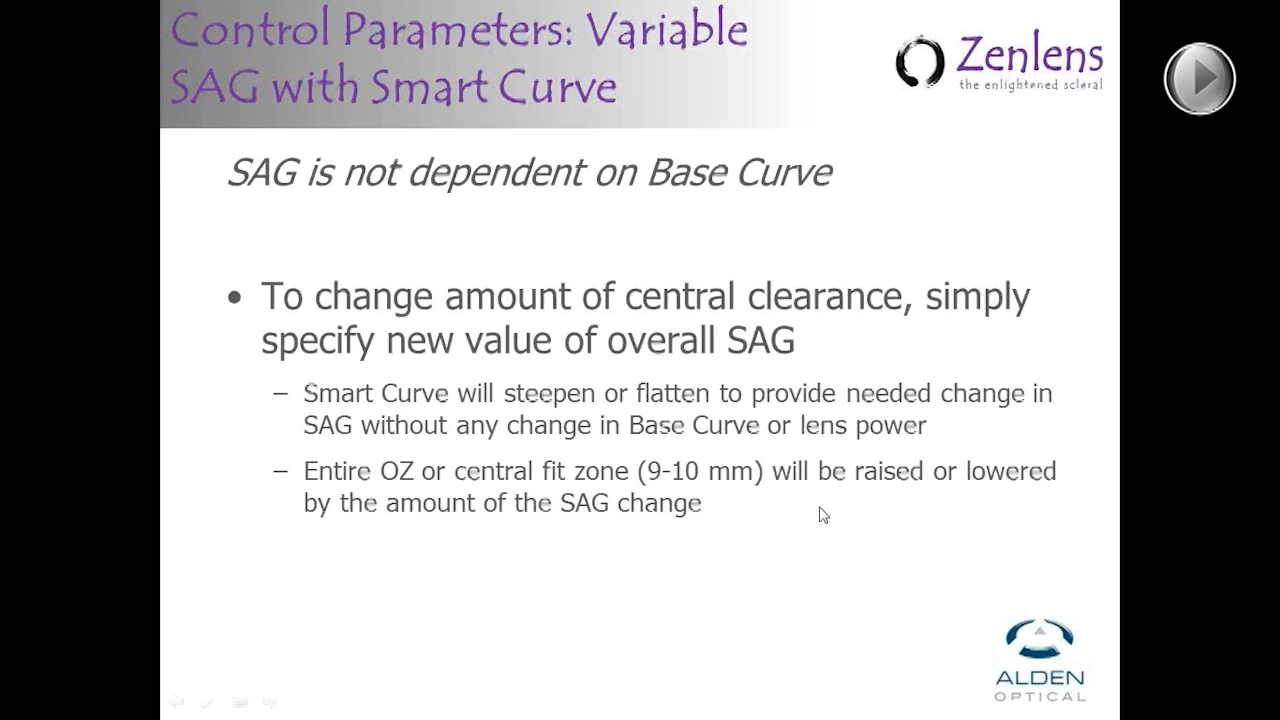 Control Parameters: Variable
SAG with Smart Curve
Zenlens
the enlightened scleral
SAG is not dependent on Base Curve
• To change amount of central clearance, simply
specify new value of overall SAG
– Smart Curve will steepen or flatten to provide needed change in
SAG without any change in Base Curve or lens power
– Entire OZ or central fit zone (9-10 mm) will be raised or lowered
by the amount of the SAG change
ALDEN
OPTICAL